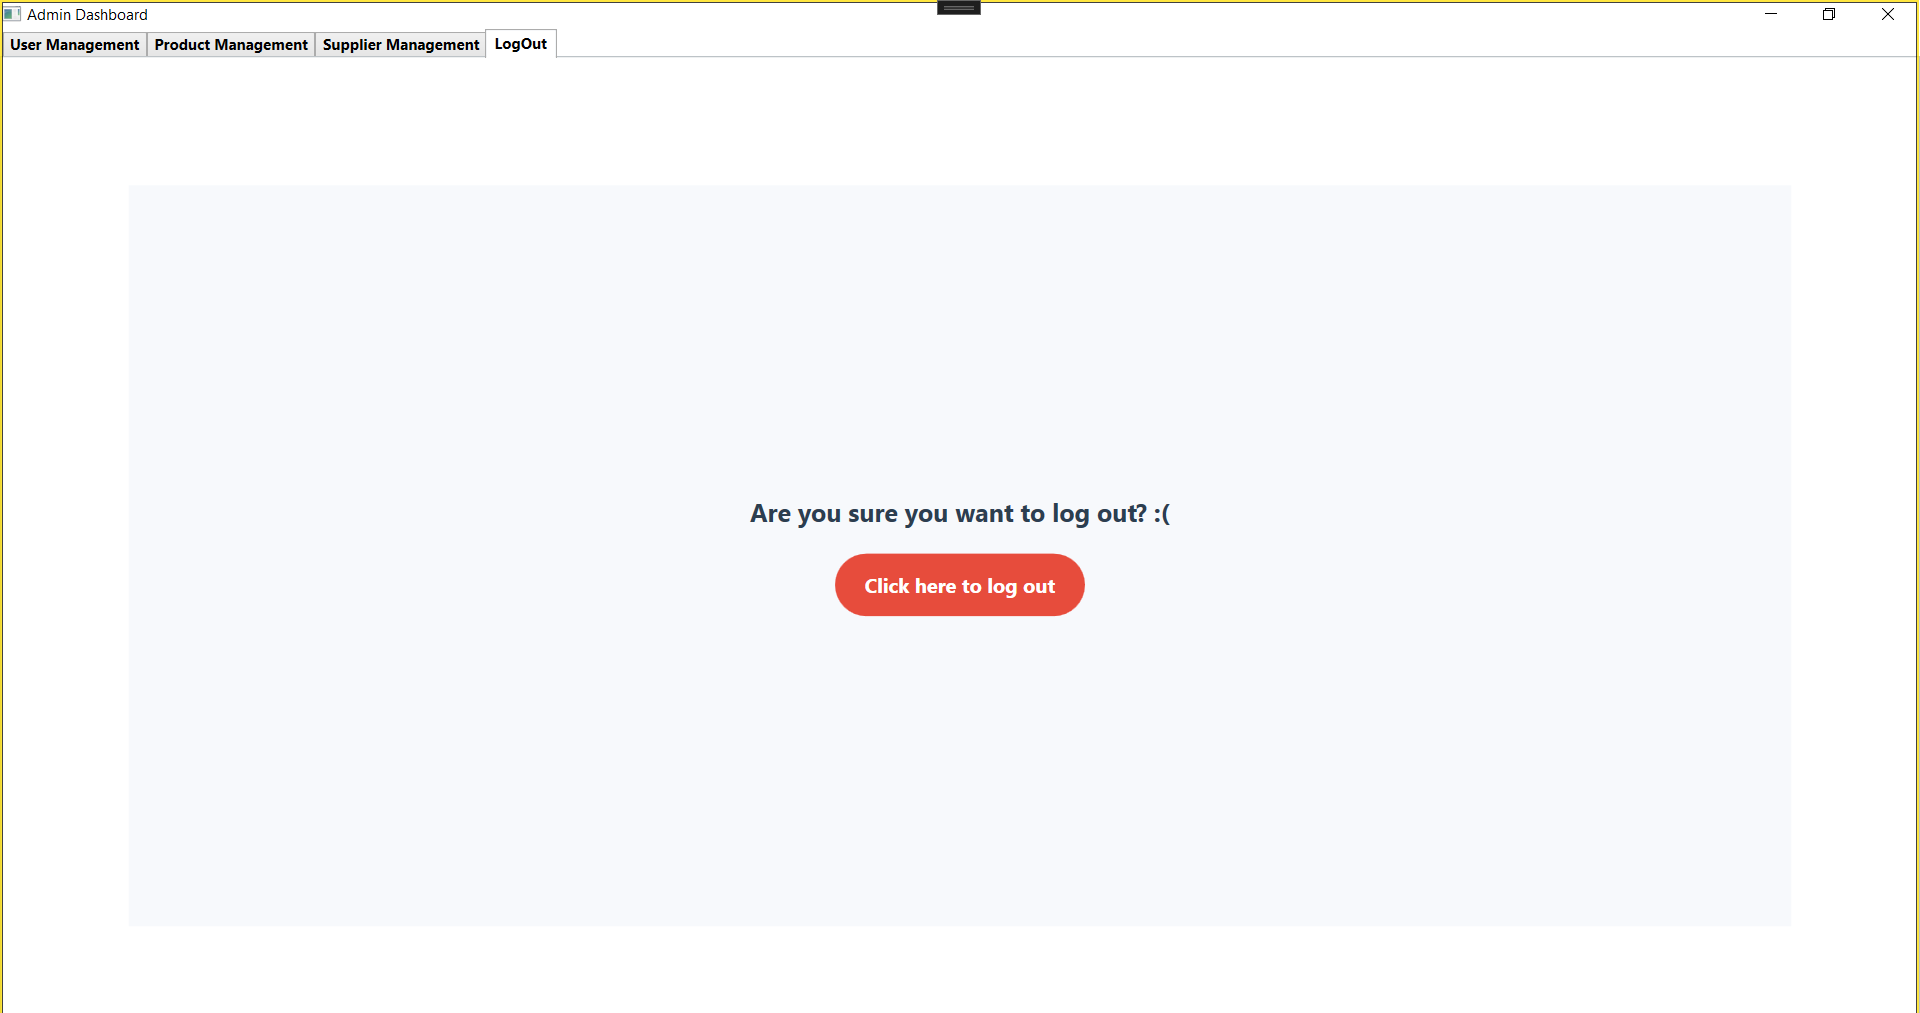 Admin Dashboard
User Management Product Management Supplier Management LogOut
Are you sure you want to log out? :(
Click here to log out